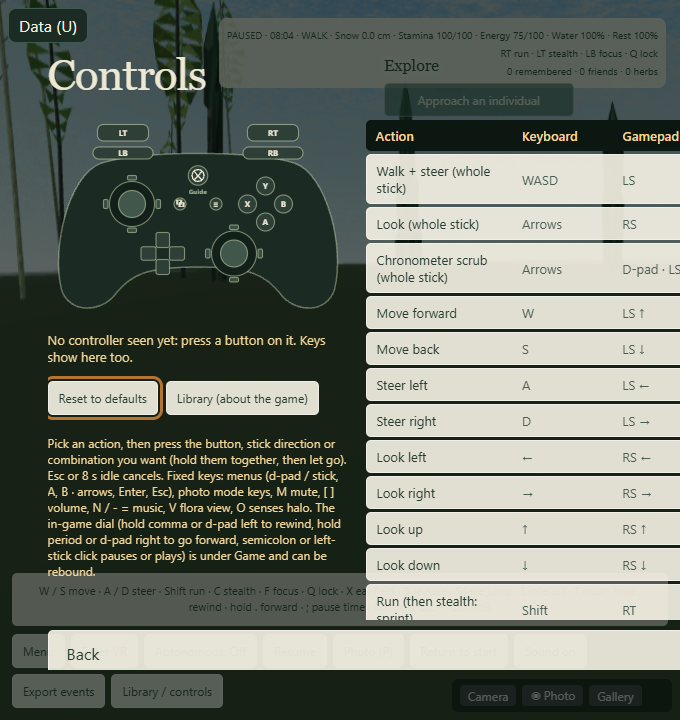 Data (U)
PAUSED · 08:04 · WALK · Snow 0.0 cm · Stamina 100/100 · Energy 75/100 · Water 100% · Rest 100%
RT run · LT stealth · LB focus · Q lock
0 remembered · 0 friends · 0 herbs
Controls
Explore
Approach an individual
LT
RT
LB
RB
Guide
Y
X
B
A
Action Keyboard Gamepad
Walk + steer (whole
stick) WASD LS
Look (whole stick) Arrows RS
Chronometer scrub
(whole stick) Arrows D-pad · LS
Move forward W LS ↑
Move back S LS ↓
Steer left A LS ←
Steer right D LS →
Look left ← RS ←
Look right → RS →
Look up ↑ RS ↑
Look down ↓ RS ↓
Run (then stealth:
sprint) Shift RT
No controller seen yet: press a button on it. Keys
show here too.
Reset to defaults
Library (about the game)
Pick an action, then press the button, stick direction or
combination you want (hold them together, then let go).
Esc or 8 s idle cancels. Fixed keys: menus (d-pad / stick,
A, B · arrows, Enter, Esc), photo mode keys, M mute, [ ]
volume, N / - = music, V flora view, O senses halo. The
in-game dial (hold comma or d-pad left to rewind, hold
period or d-pad right to go forward, semicolon or left-
stick click pauses or plays) is under Game and can be
rebound.
W / S move · A / D steer · Shift run · C stealth · F focus · Q lock · X
rewind · hold . forward · ; pause time
Back
Export events
Library / controls
Camera
Photo
Gallery